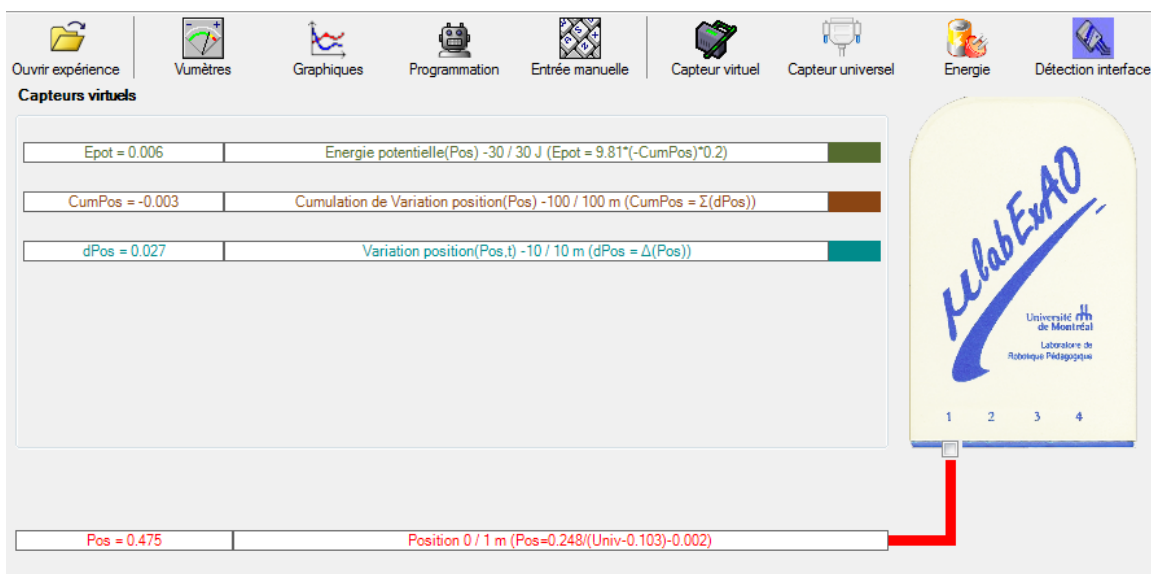 Ouvrir expérience Vumètres Graphiques Programmation Entrée manuelle Capteur virtuel Capteur universel Energie Détection interface
Capteurs virtuels
Epot = 0.006 Energie potentielle(Pos) -30 / 30 J (Epot = 9.81*(-CumPos)*0.2)
CumPos = -0.003 Cumulation de Variation position(Pos) -100 / 100 m (CumPos = Σ(dPos))
dPos = 0.027 Variation position(Pos,t) -10 / 10 m (dPos = Δ(Pos))
µlabExAO
Université
de Montréal
Laboratoire de
Robotique Pédagogique
1 2 3 4
Pos = 0.475 Position 0 / 1 m (Pos=0.248/(Univ-0.103)-0.002)